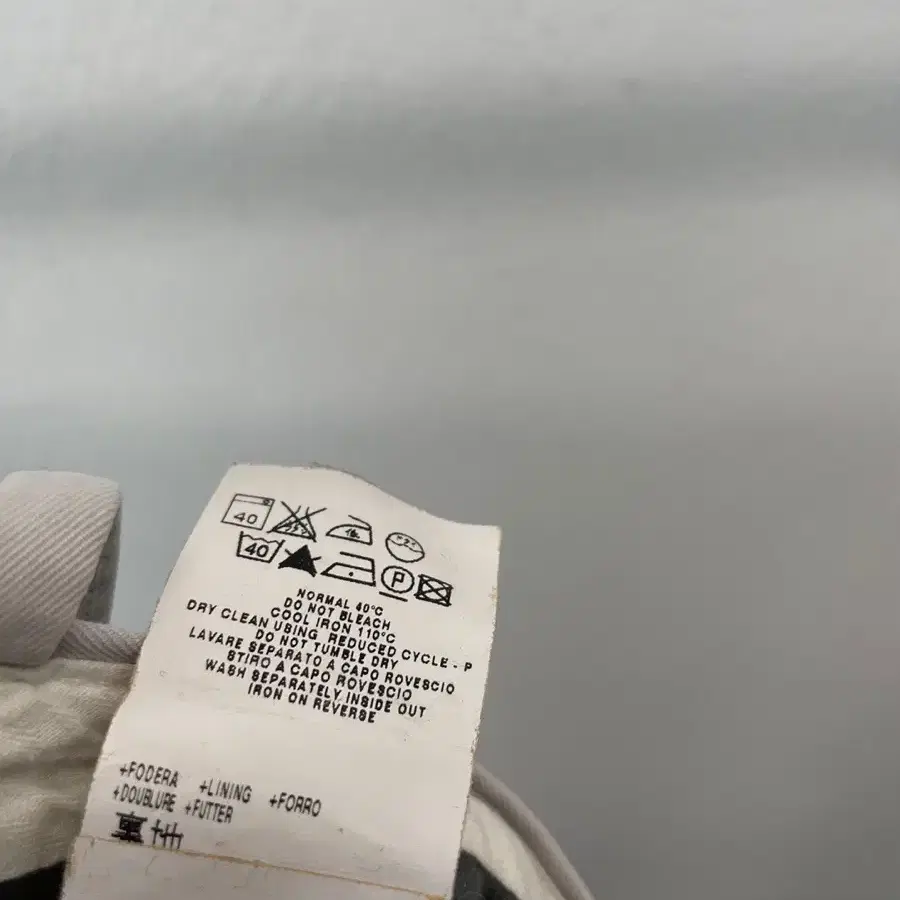 40
40 P
NORMAL 40°C
DO NOT BLEACH
COOL IRON 110°C
DRY CLEAN USING REDUCED CYCLE - P
DO NOT TUMBLE DRY
LAVARE SEPARATO A CAPO ROVESCIO
STIRO A CAPO ROVESCIO
WASH SEPARATELY INSIDE OUT
IRON ON REVERSE
+FODERA +LINING +FORRO
+DOUBLURE +FUTTER
裏地